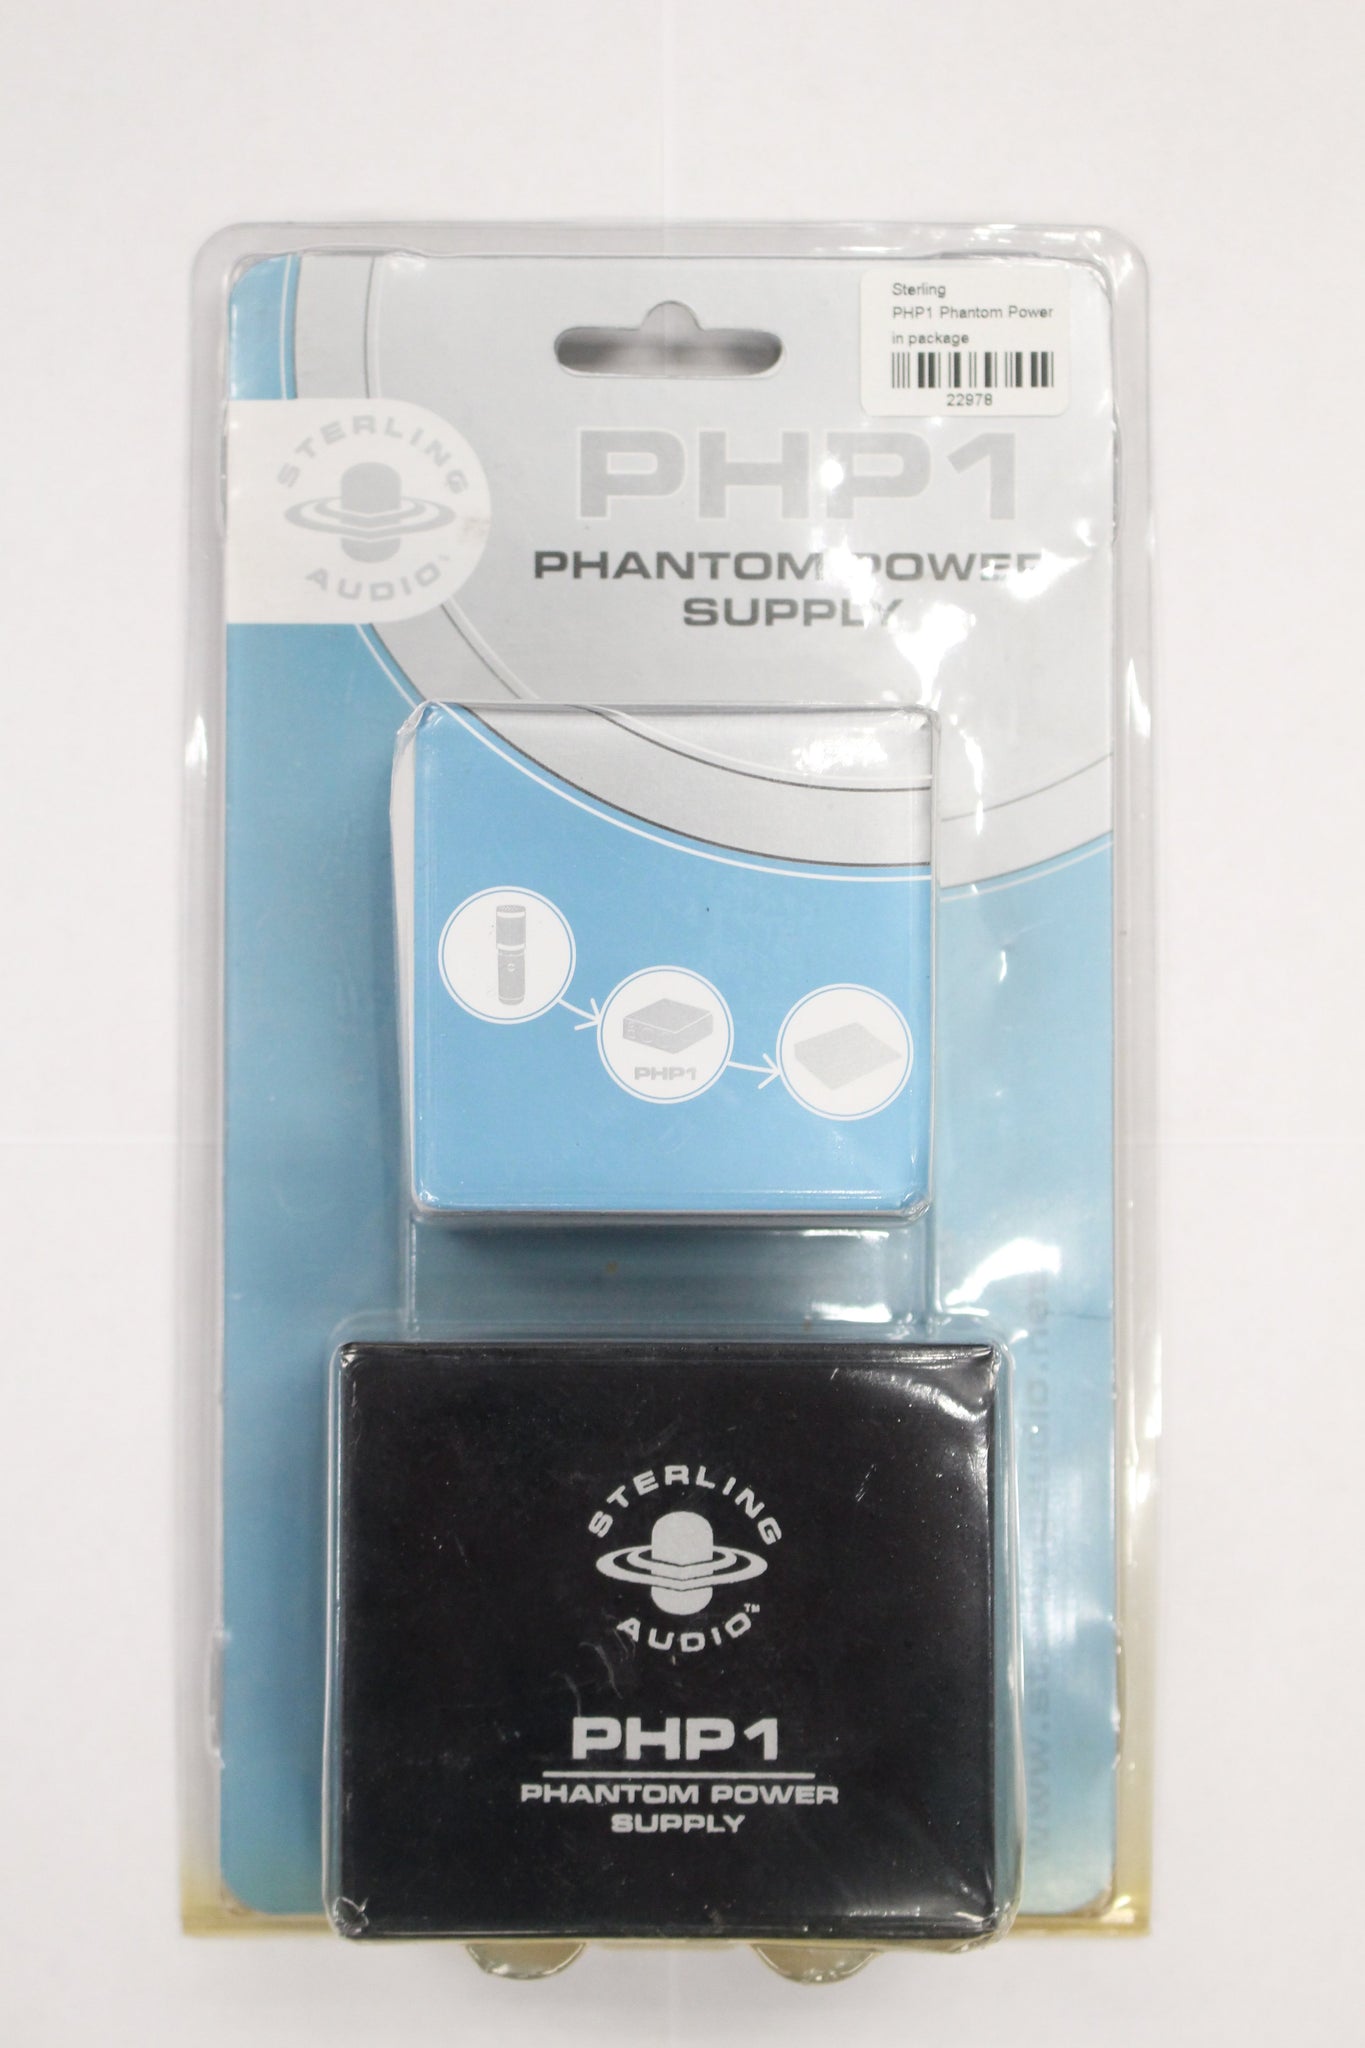 Sterling
PHP1 Phantom Power
in package
22978
STERLING
AUDIO
PHP1
PHANTOM POWER
SUPPLY
PHP1
STERLING
AUDIO™
PHP1
PHANTOM POWER
SUPPLY